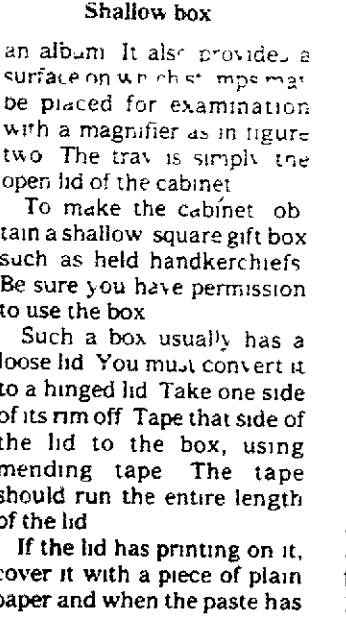 Shallow box
an album It also provides a
surface on which stamps may
be placed for examination
with a magnifier as in figure
two The tray is simply the
open lid of the cabinet
To make the cabinet ob
tain a shallow square gift box
such as held handkerchiefs
Be sure you have permission
to use the box
Such a box usually has a
loose lid You must convert it
to a hinged lid Take one side
of its rim off Tape that side of
the lid to the box, using
mending tape The tape
should run the entire length
of the lid
If the lid has printing on it,
cover it with a piece of plain
paper and when the paste has